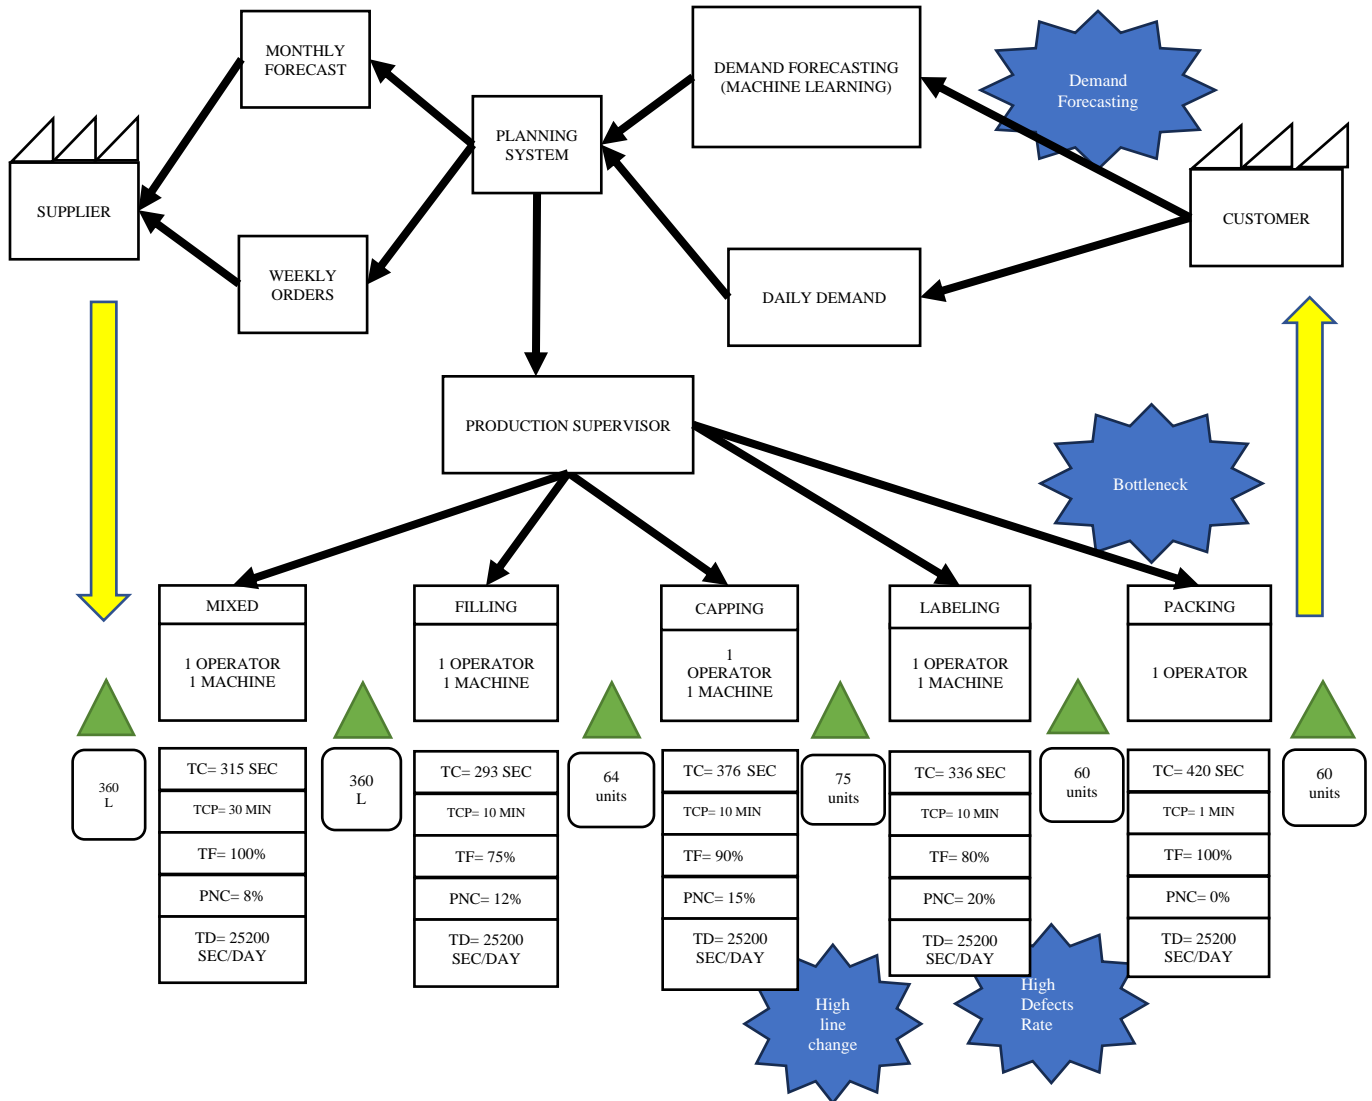 MONTHLY
FORECAST
DEMAND FORECASTING
(MACHINE LEARNING)
Demand
Forecasting
PLANNING
SYSTEM
SUPPLIER
CUSTOMER
WEEKLY
ORDERS
DAILY DEMAND
PRODUCTION SUPERVISOR
Bottleneck
MIXED
1 OPERATOR
1 MACHINE
FILLING
1 OPERATOR
1 MACHINE
CAPPING
1
OPERATOR
1 MACHINE
LABELING
1 OPERATOR
1 MACHINE
PACKING
1 OPERATOR
360
L
TC= 315 SEC
TCP= 30 MIN
TF= 100%
PNC= 8%
TD= 25200
SEC/DAY
360
L
TC= 293 SEC
TCP= 10 MIN
TF= 75%
PNC= 12%
TD= 25200
SEC/DAY
64
units
TC= 376 SEC
TCP= 10 MIN
TF= 90%
PNC= 15%
TD= 25200
SEC/DAY
75
units
TC= 336 SEC
TCP= 10 MIN
TF= 80%
PNC= 20%
TD= 25200
SEC/DAY
60
units
TC= 420 SEC
TCP= 1 MIN
TF= 100%
PNC= 0%
TD= 25200
SEC/DAY
60
units
High
line
change
High
Defects
Rate